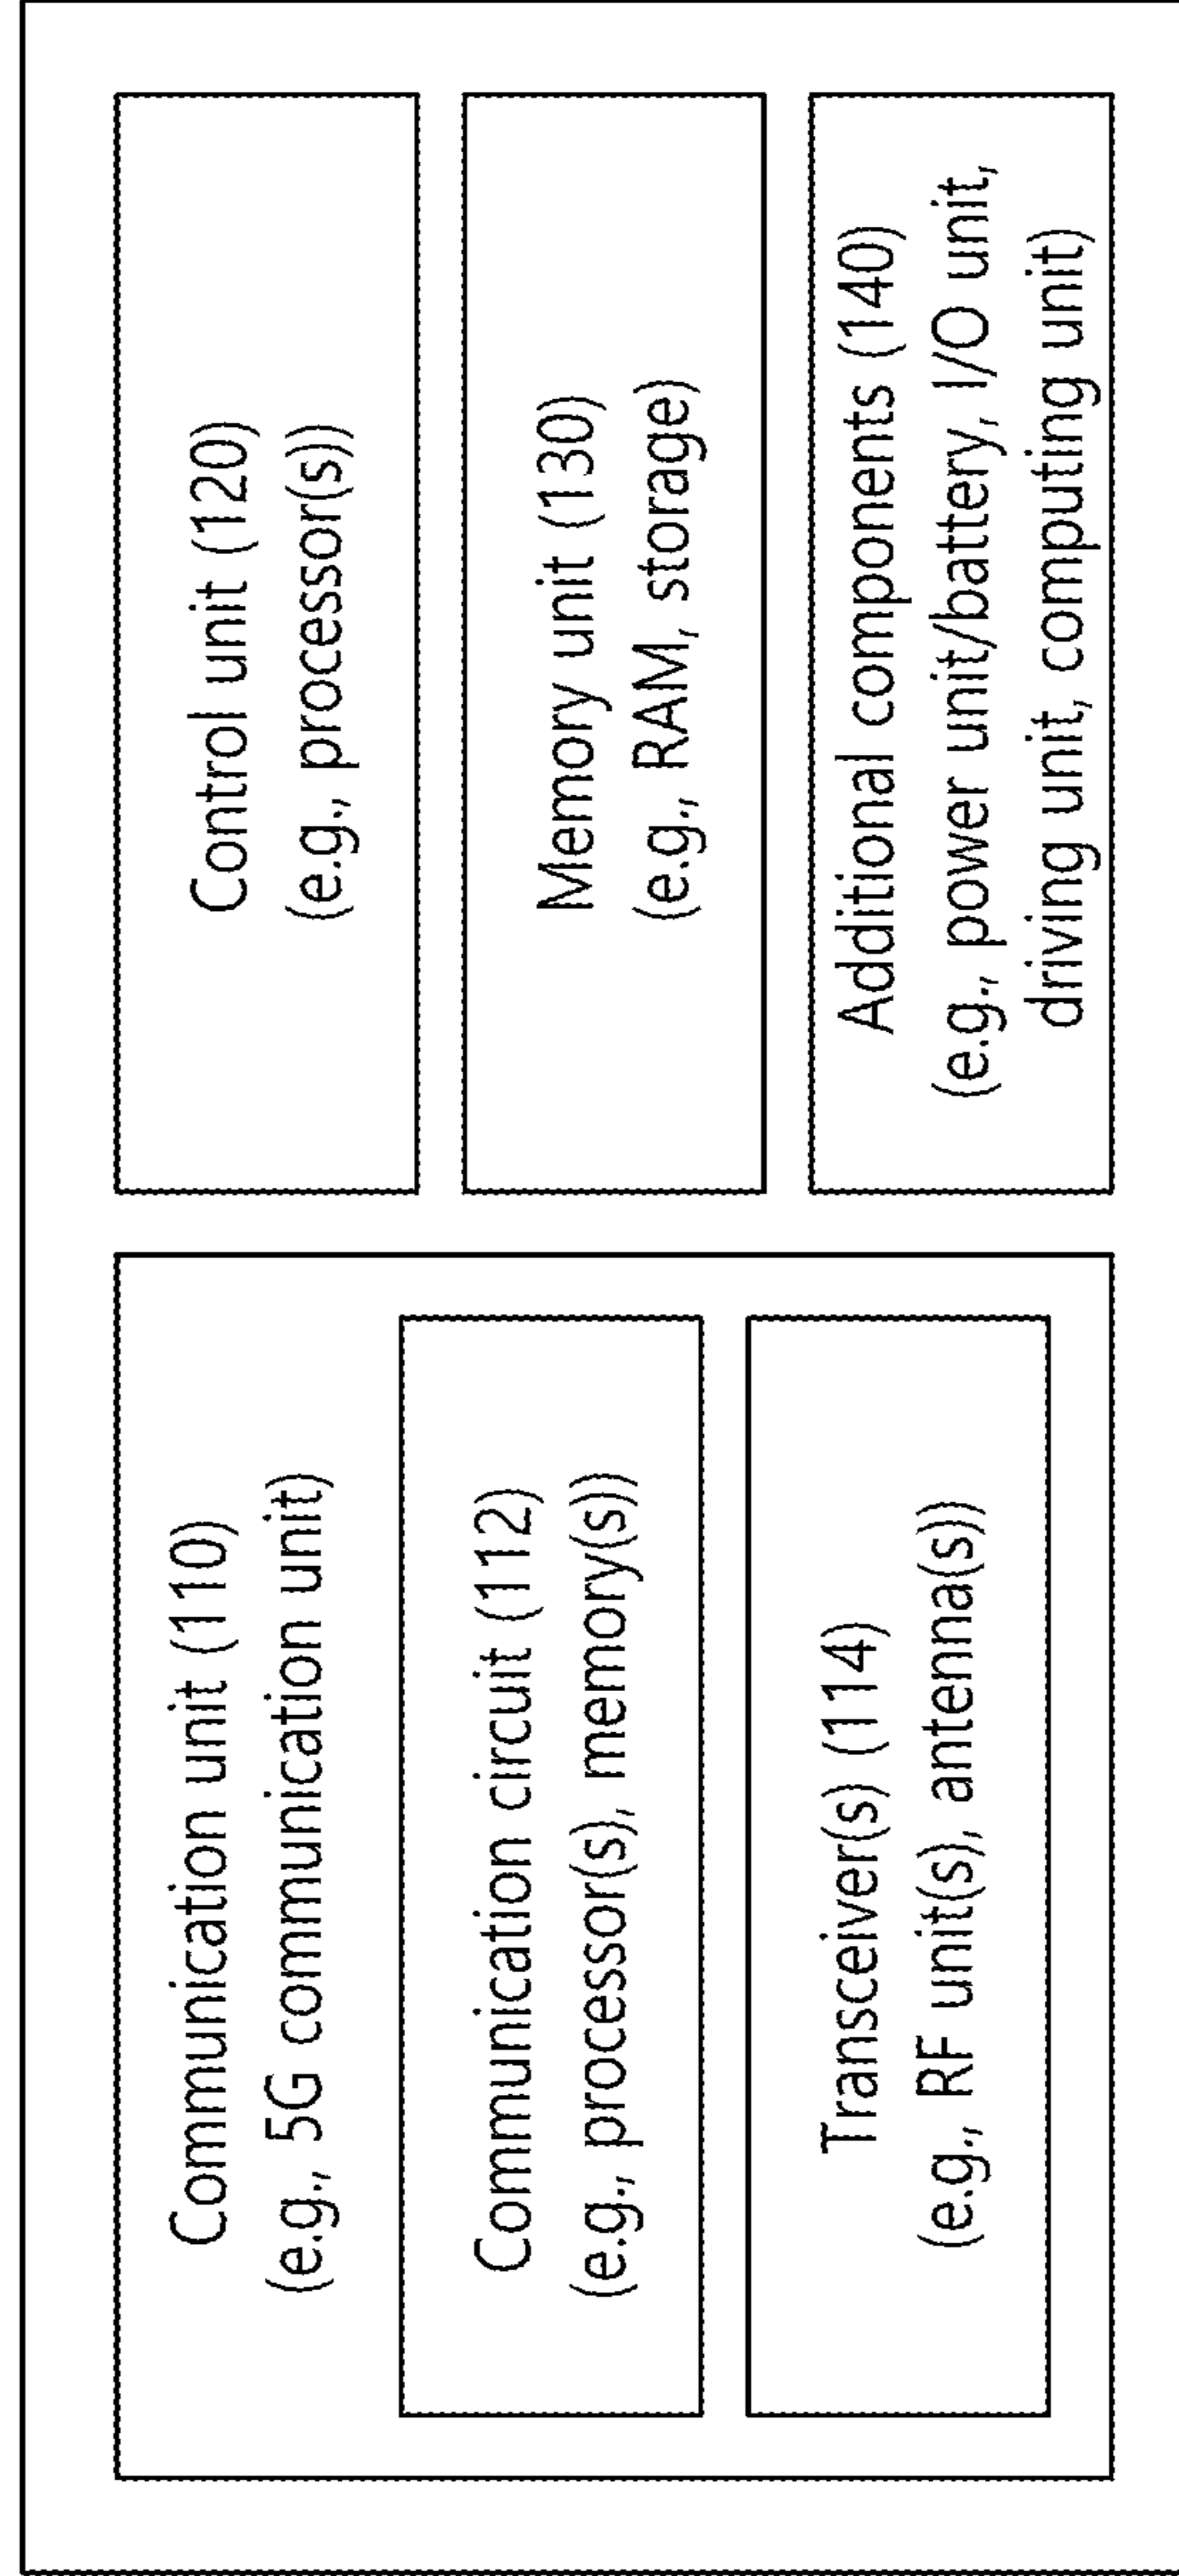 Communication unit (110)
(e.g., 5G communication unit)
Communication circuit (112)
(e.g., processor(s), memory(s))
Transceiver(s) (114)
(e.g., RF unit(s), antenna(s))
Control unit (120)
(e.g., processor(s))
Memory unit (130)
(e.g., RAM, storage)
Additional components (140)
(e.g., power unit/battery, I/O unit,
driving unit, computing unit)